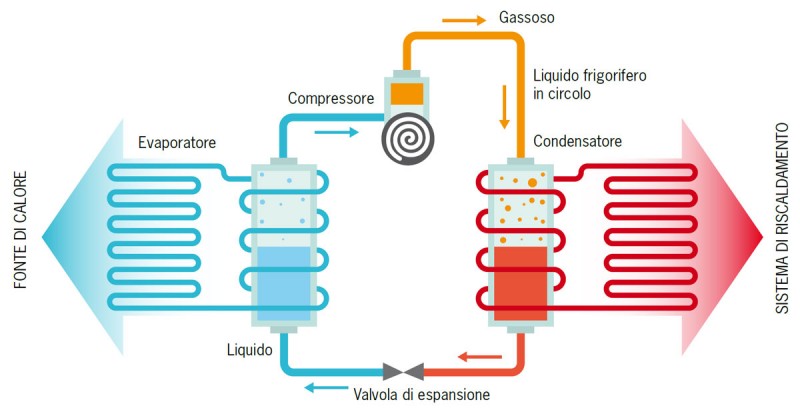 Gassoso
Liquido frigorifero
in circolo
Compressore
Evaporatore
Condensatore
FONTE DI CALORE
SISTEMA DI RISCALDAMENTO
Liquido
Valvola di espansione